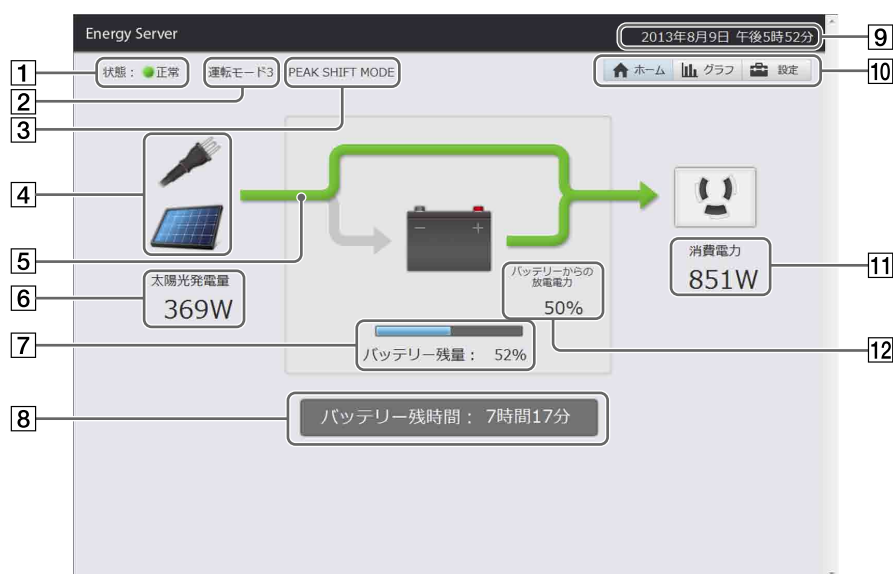 Energy Server
2013年8月9日 午後5時52分
9
1
状態： 正常
運転モード3
PEAK SHIFT MODE
ホーム
グラフ
設定
10
2
3
4
5
6
太陽光発電量
369W
バッテリーからの
放電電力
50%
消費電力
851W
11
7
バッテリー残量： 52%
12
8
バッテリー残時間： 7時間17分